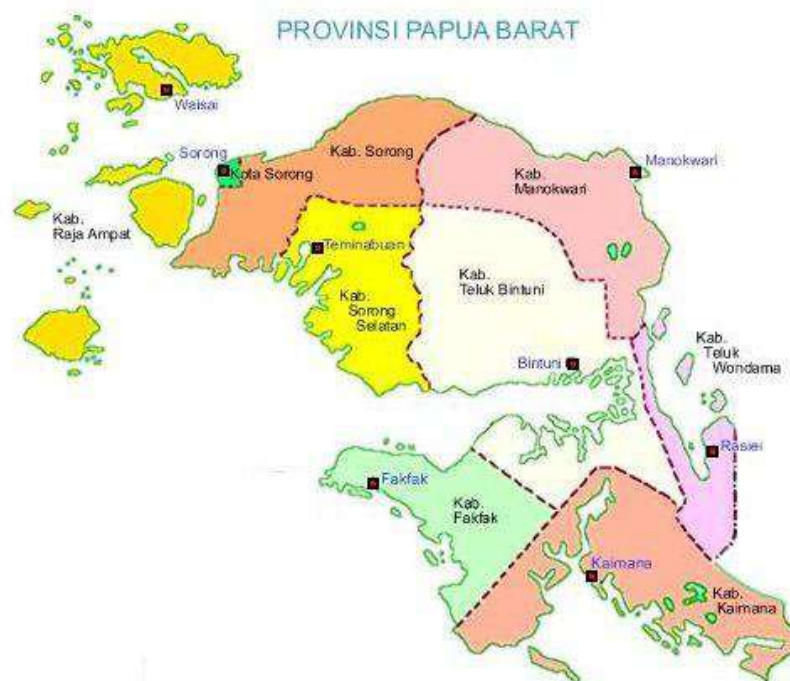 PROVINSI PAPUA BARAT
Waisai
Sorong
Kota Sorong
Kab. Sorong
Kab.
Manokwari
Manokwari
Kab.
Raja Ampat
Teminabuan
Kab.
Sorong
Selatan
Kab.
Teluk Bintuni
Bintuni
Kab.
Teluk
Wondama
Rasiei
Fakfak
Kab.
Fakfak
Kaimana
Kab.
Kaimana